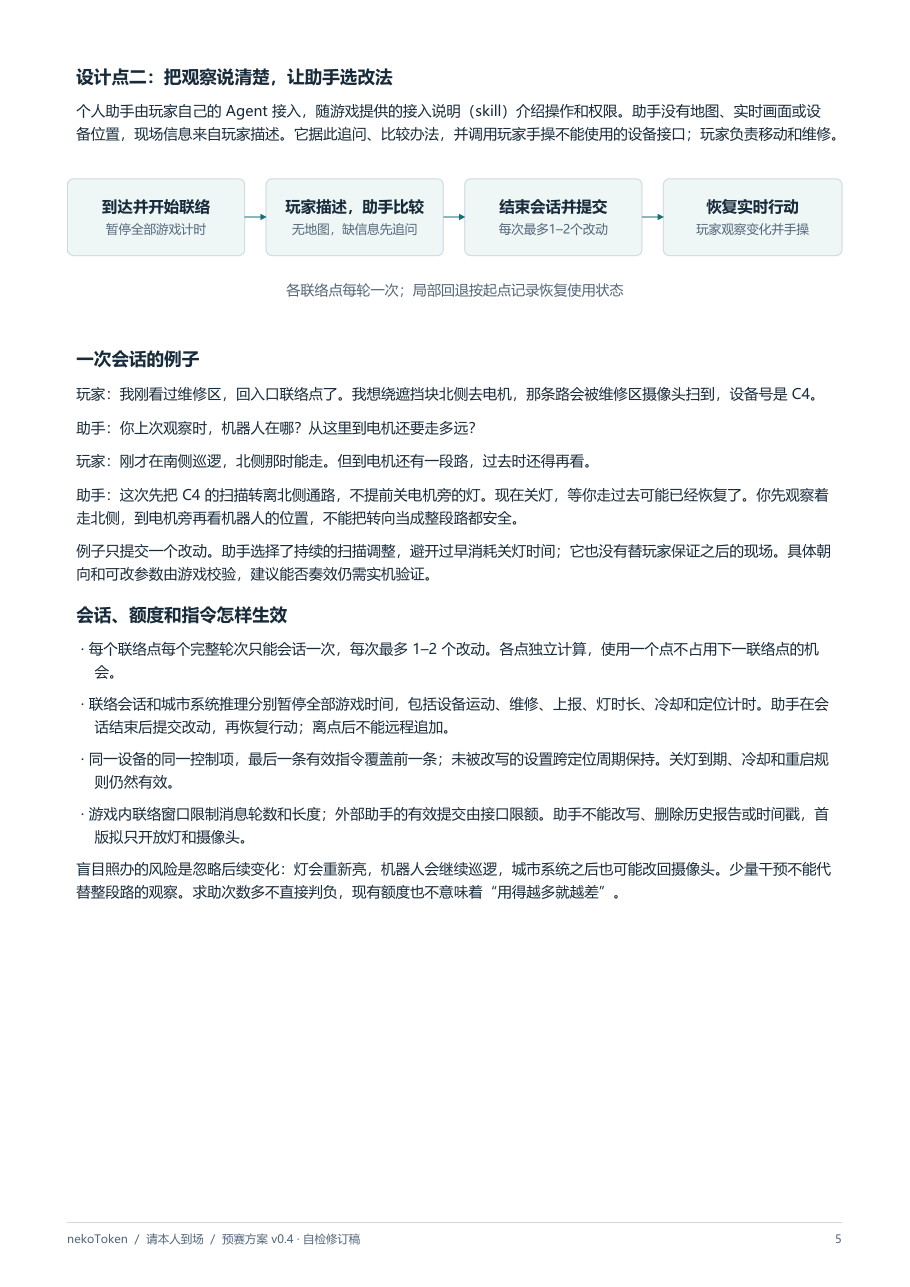 设计点二：把观察说清楚，让助手选改法
个人助手由玩家自己的 Agent 接入，随游戏提供的接入说明（skill）介绍操作和权限。助手没有地图、实时画面或设
备位置，现场信息来自玩家描述。它据此追问、比较办法，并调用玩家手操不能使用的设备接口；玩家负责移动和维修。
到达并开始联络
暂停全部游戏计时
玩家描述，助手比较
无地图，缺信息先追问
结束会话并提交
每次最多1–2个改动
恢复实时行动
玩家观察变化并手操
各联络点每轮一次；局部回退按起点记录恢复使用状态
一次会话的例子
玩家：我刚看过维修区，回入口联络点了。我想绕遮挡块北侧去电机，那条路会被维修区摄像头扫到，设备号是 C4。
助手：你上次观察时，机器人在哪？从这里到电机还要走多远？
玩家：刚才在南侧巡逻，北侧那时能走。但到电机还有一段路，过去时还得再看。
助手：这次先把 C4 的扫描转离北侧通路，不提前关电机旁的灯。现在关灯，等你走过去可能已经恢复了。你先观察着
走北侧，到电机旁再看机器人的位置，不能把转向当成整段路都安全。
例子只提交一个改动。助手选择了持续的扫描调整，避开过早消耗关灯时间；它也没有替玩家保证之后的现场。具体朝
向和可改参数由游戏校验，建议能否奏效仍需实机验证。
会话、额度和指令怎样生效
· 每个联络点每个完整轮次只能会话一次，每次最多 1–2 个改动。各点独立计算，使用一个点不占用下一联络点的机
会。
· 联络会话和城市系统推理分别暂停全部游戏时间，包括设备运动、维修、上报、灯时长、冷却和定位计时。助手在会
话结束后提交改动，再恢复行动；离点后不能远程追加。
· 同一设备的同一控制项，最后一条有效指令覆盖前一条；未被改写的设置跨定位周期保持。关灯到期、冷却和重启规
则仍然有效。
· 游戏内联络窗口限制消息轮数和长度；外部助手的有效提交由接口限额。助手不能改写、删除历史报告或时间戳，首
版拟只开放灯和摄像头。
盲目照办的风险是忽略后续变化：灯会重新亮，机器人会继续巡逻，城市系统之后也可能改回摄像头。少量干预不能代
替整段路的观察。求助次数多不直接判负，现有额度也不意味着“用得越多就越差”。
nekoToken / 请本人到场 / 预赛方案 v0.4 · 自检修订稿
5